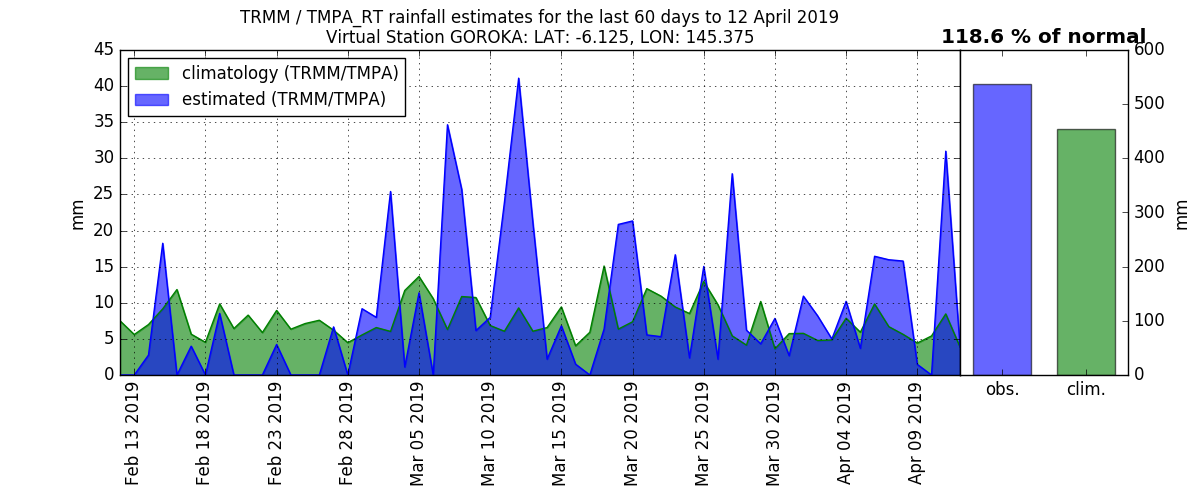 TRMM / TMPA_RT rainfall estimates for the last 60 days to 12 April 2019
Virtual Station GOROKA: LAT: -6.125, LON: 145.375
118.6 % of normal
climatology (TRMM/TMPA)
estimated (TRMM/TMPA)
45
40
35
30
25
20
15
10
5
0
mm
600
500
400
300
200
100
0
mm
obs.
clim.
Feb 13 2019
Feb 18 2019
Feb 23 2019
Feb 28 2019
Mar 05 2019
Mar 10 2019
Mar 15 2019
Mar 20 2019
Mar 25 2019
Mar 30 2019
Apr 04 2019
Apr 09 2019